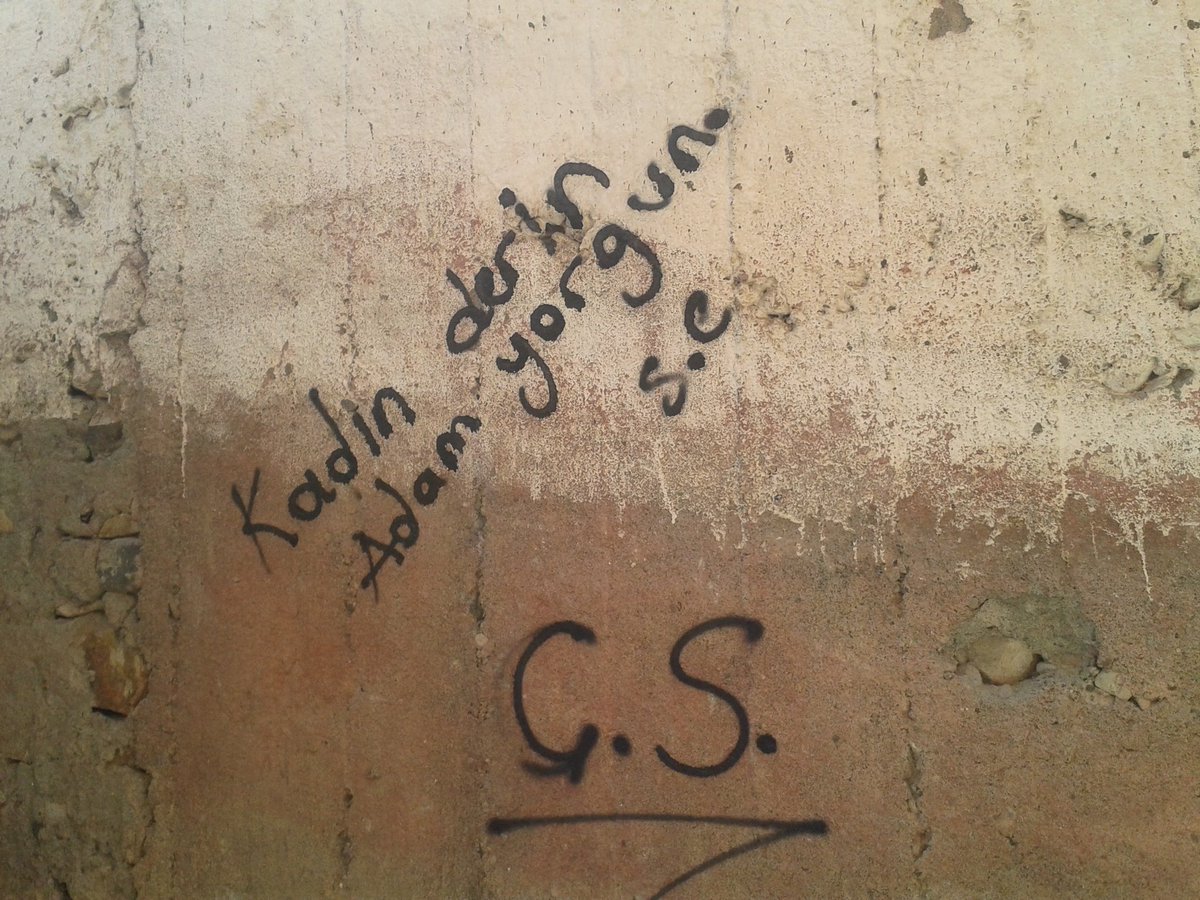 Kadin derin
Adam yorgun.
S.C
G.S.